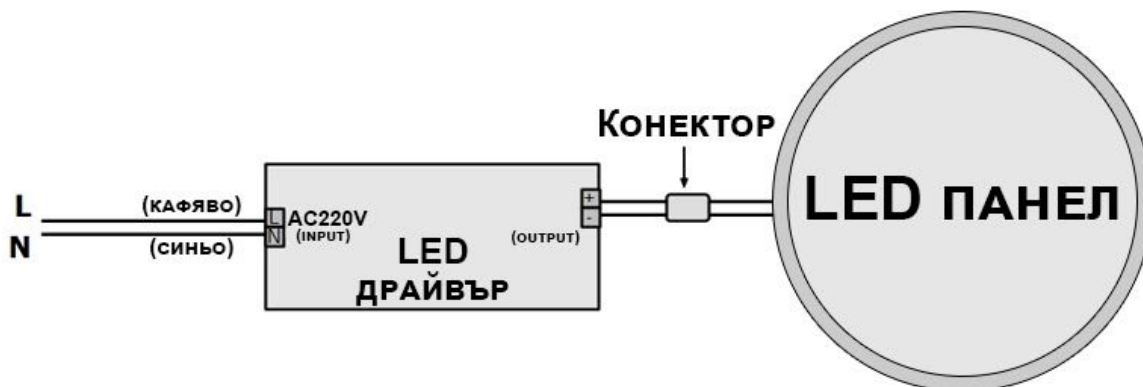 Конектор
L
(кафяво)
N
(синьо)
L
N
AC220V
(INPUT)
+
-
(OUTPUT)
LED
ДРАЙВЪР
LED ПАНЕЛ